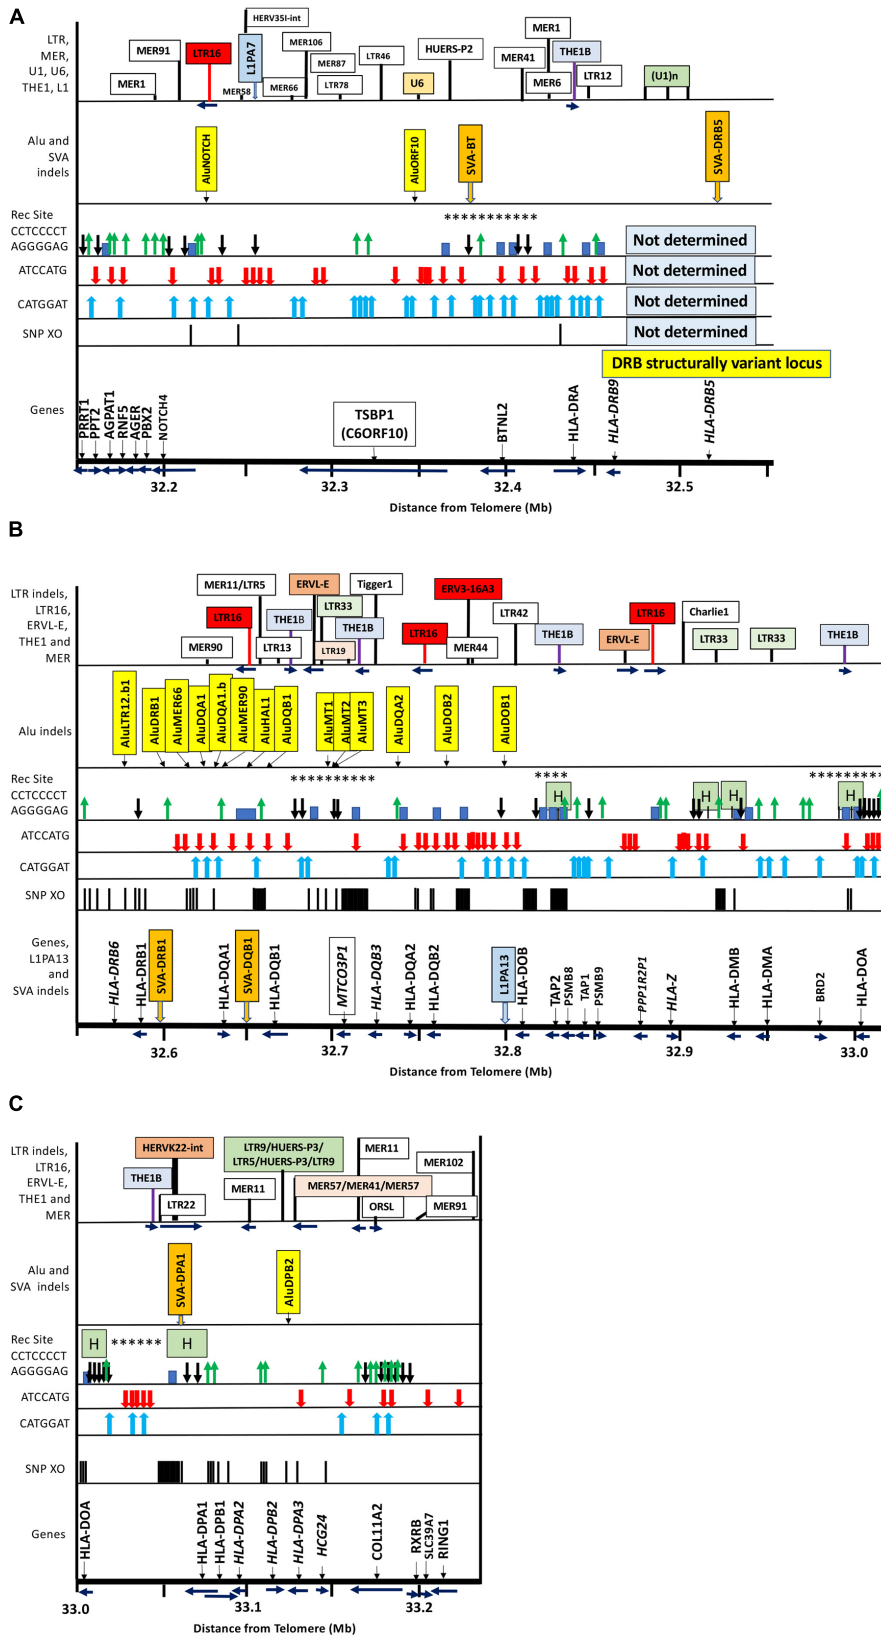 A
LTR,
MER,
U1, U6,
THE1, L1
MER1
MER91
LTR16
HERV35I-int
L1PA7
MER58
MER66
MER106
MER87
LTR78
LTR46
U6
HUERS-P2
MER41
MER1
MER6
THE1B
LTR12
(U1)n
Alu and
SVA
indels
AluNOTCH
AluORF10
SVA-BT
SVA-DRB5
***********
Rec Site
CCTCCCCT
AGGGGAG
Not determined
ATCCATG
Not determined
CATGGAT
Not determined
SNP XO
Not determined
DRB structurally variant locus
Genes
PRRT1
PPT2
AGPAT1
RNF5
AGER
PBX2
NOTCH4
TSBP1
(C6ORF10)
BTNL2
HLA-DRA
HLA-DRB9
HLA-DRB5
32.2
32.3
32.4
32.5
Distance from Telomere (Mb)
B
LTR indels,
LTR16,
ERVL-E,
THE1 and
MER
MER90
LTR16
MER11/LTR5
LTR13
THE1B
ERVL-E
LTR33
LTR19
THE1B
Tigger1
LTR16
ERV3-16A3
MER44
LTR42
THE1B
ERVL-E
LTR16
Charlie1
LTR33
LTR33
THE1B
Alu indels
AluLTR12.b1
AluDRB1
AluMER66
AluDQA1
AluDQA1.b
AluMER90
AluHAL1
AluDQB1
AluMT1
AluMT2
AluMT3
AluDQA2
AluDOB2
AluDOB1
Rec Site
CCTCCCCT
AGGGGAG
************
****
**********
H
H
H
H
ATCCATG
CATGGAT
SNP XO
Genes,
L1PA13
and
SVA indels
HLA-DRB6
HLA-DRB1
SVA-DRB1
HLA-DQA1
SVA-DQB1
HLA-DQB1
MTCO3P1
HLA-DQB3
HLA-DQA2
HLA-DQB2
L1PA13
HLA-DOB
TAP2
PSMB8
TAP1
PSMB9
PPP1R2P1
HLA-Z
HLA-DMB
HLA-DMA
BRD2
HLA-DOA
32.6
32.7
32.8
32.9
33.0
Distance from Telomere (Mb)
C
LTR indels,
LTR16,
ERVL-E,
THE1 and
MER
THE1B
HERVK22-int
LTR22
MER11
LTR9/HUERS-P3/
LTR5/HUERS-P3/LTR9
MER57/MER41/MER57
MER11
ORSL
MER102
MER91
Alu and
SVA indels
SVA-DPA1
AluDPB2
Rec Site
CCTCCCCT
AGGGGAG
H
******
H
ATCCATG
CATGGAT
SNP XO
Genes
HLA-DOA
HLA-DPA1
HLA-DPB1
HLA-DPA2
HLA-DPB2
HLA-DPA3
HCG24
COL11A2
RXRB
SLC39A7
RING1
33.0
33.1
33.2
Distance from Telomere (Mb)